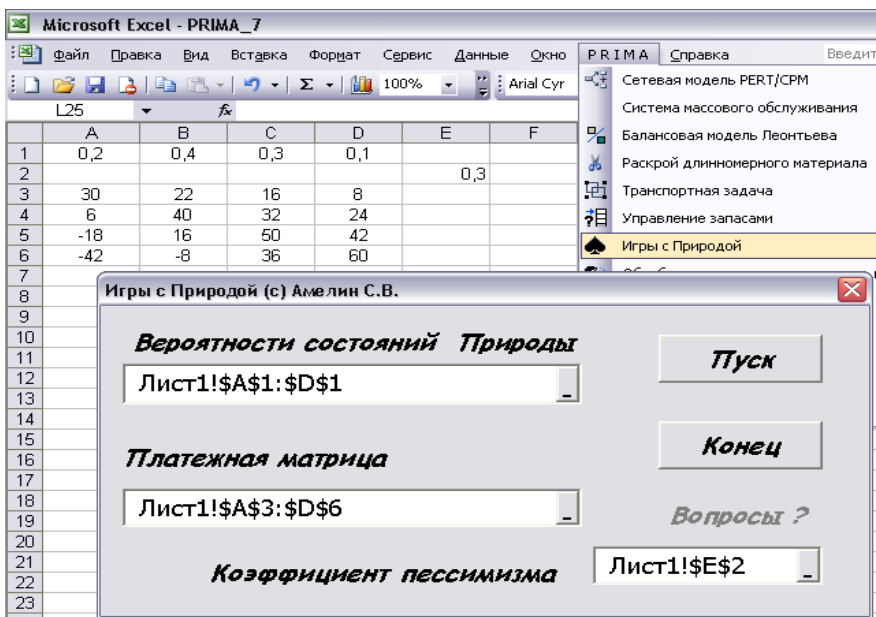 Microsoft Excel - PRIMA_7
Файл Правка Вид Вставка Формат Сервис Данные Окно PRIMA Справка
100% Arial Cyr
L25 fx
A B C D E F
1 0,2 0,4 0,3 0,1
2 0,3
3 30 22 16 8
4 6 40 32 24
5 -18 16 50 42
6 -42 -8 36 60
7
8
9
10
11
12
13
14
15
16
17
18
19
20
21
22
23
Сетевая модель PERT/CPM
Система массового обслуживания
Балансовая модель Леонтьева
Раскрой длинномерного материала
Транспортная задача
Управление запасами
Игры с Природой
Игры с Природой (c) Амелин С.В.
Вероятности состояний Природы
Лист1!$A$1:$D$1
Пуск
Платежная матрица
Конец
Лист1!$A$3:$D$6
Вопросы ?
Коэффициент пессимизма
Лист1!$E$2